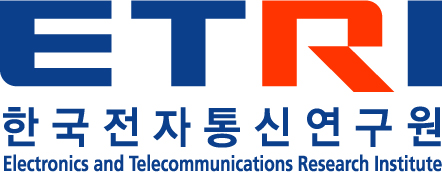 ETRI
한국전자통신연구원
Electronics and Telecommunications Research Institute